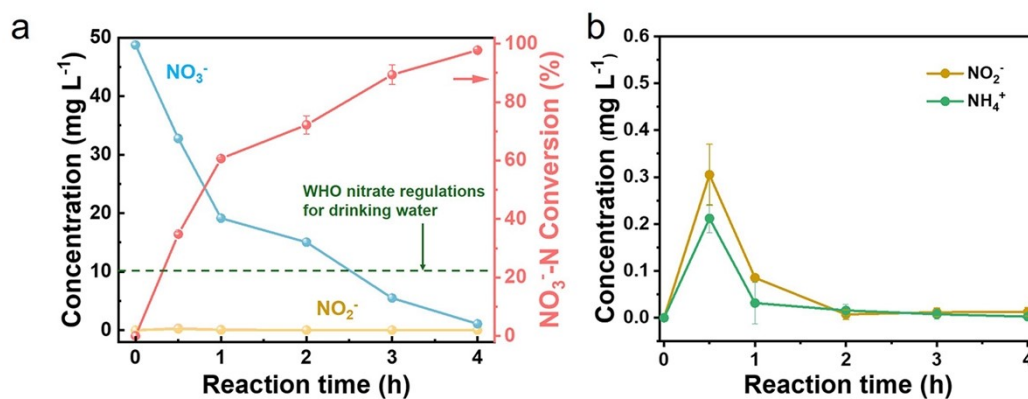 a
50
40
30
20
10
0
Concentration (mg L⁻¹)
NO₃⁻
NO₂⁻
WHO nitrate regulations
for drinking water
100
80
60
40
20
0
NO₃⁻-N Conversion (%)
0 1 2 3 4
Reaction time (h)
b
0.6
0.5
0.4
0.3
0.2
0.1
0.0
Concentration (mg L⁻¹)
NO₂⁻
NH₄⁺
0 1 2 3 4
Reaction time (h)